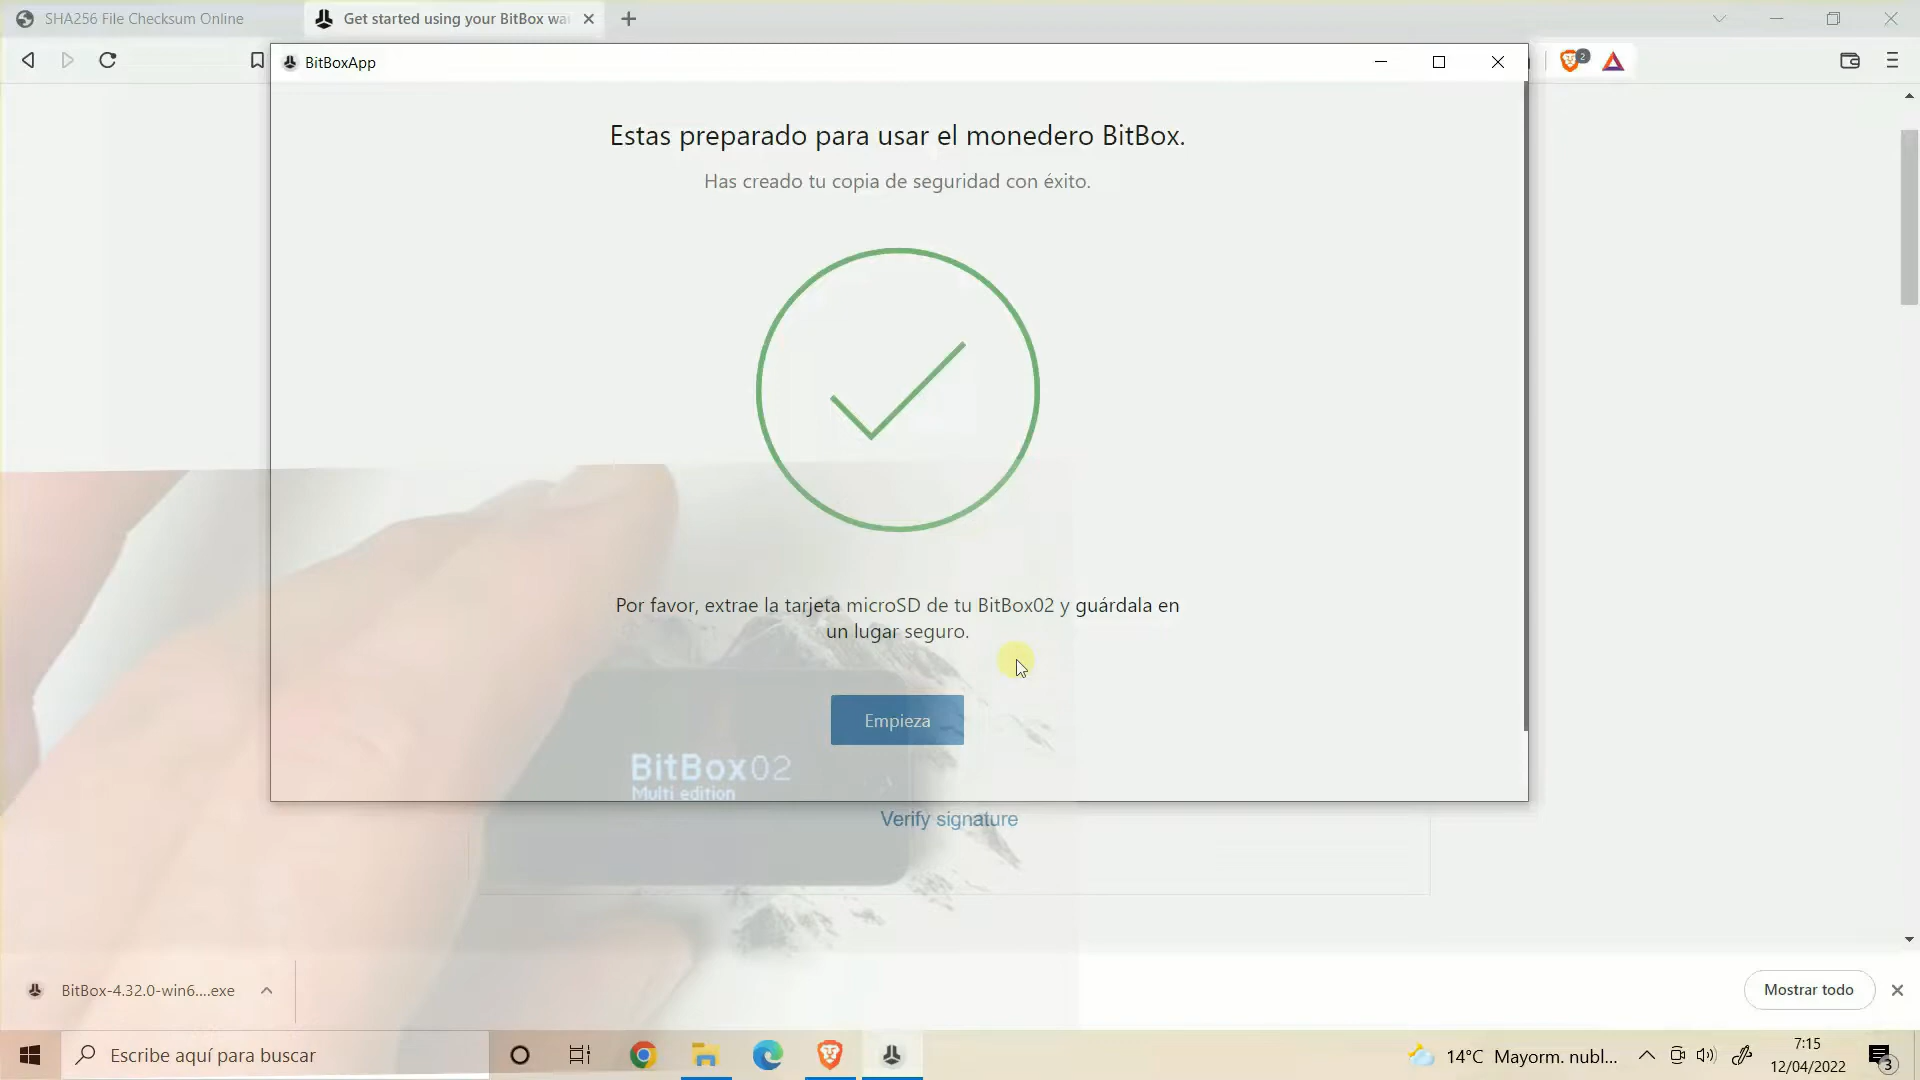 SHA256 File Checksum Online
Get started using your BitBox wa
BitBoxApp
2
Estas preparado para usar el monedero BitBox.
Has creado tu copia de seguridad con éxito.
Por favor, extrae la tarjeta microSD de tu BitBox02 y guárdala en
un lugar seguro.
Empieza
BitBox02
Multi edition
Verify signature
BitBox-4.32.0-win6....exe
Mostrar todo
Escribe aquí para buscar
14°C Mayorm. nubl...
7:15
12/04/2022
3